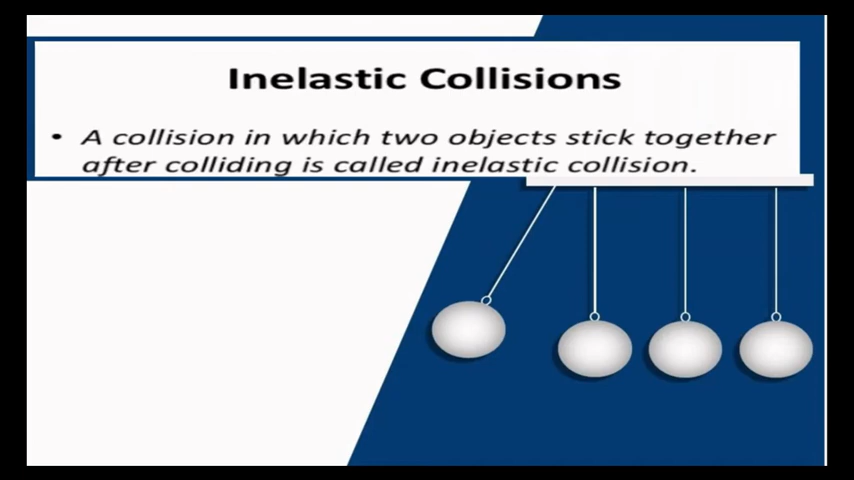 Inelastic Collisions
• A collision in which two objects stick together
after colliding is called inelastic collision.